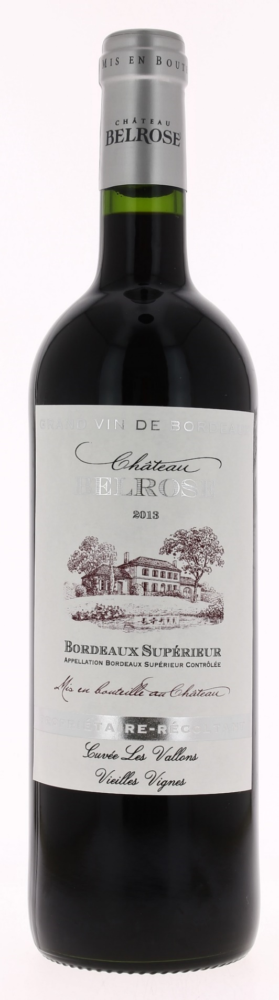 MIS EN BOUTE
CHÂTEAU
BELROSE
GRAND VIN DE BORDEAUX
Château
BELROSE
2013
BORDEAUX SUPÉRIEUR
APPELLATION BORDEAUX SUPÉRIEUR CONTRÔLÉE
Mis en bouteille au Château
PROPRIÉTAIRE-RÉCOLTANT
Cuvée Les Vallons
Vieilles Vignes